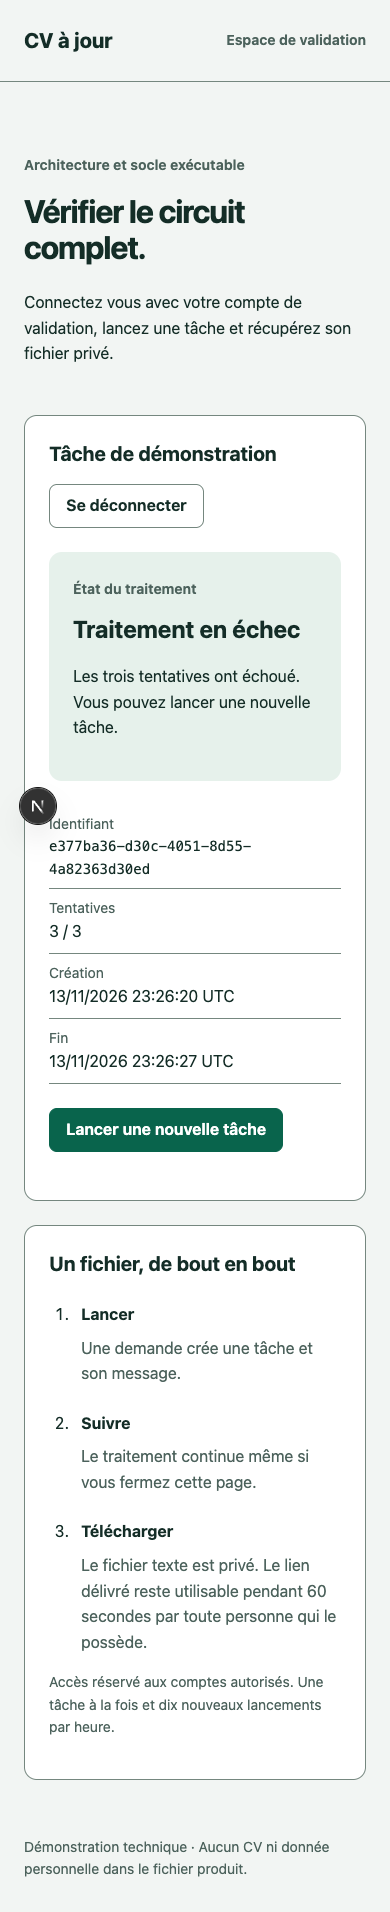 CV à jour
Espace de validation
Architecture et socle exécutable
Vérifier le circuit
complet.
Connectez vous avec votre compte de
validation, lancez une tâche et récupérez son
fichier privé.
Tâche de démonstration
Se déconnecter
État du traitement
Traitement en échec
Les trois tentatives ont échoué.
Vous pouvez lancer une nouvelle
tâche.
N
Identifiant
e377ba36-d30c-4051-8d55-
4a82363d30ed
Tentatives
3 / 3
Création
13/11/2026 23:26:20 UTC
Fin
13/11/2026 23:26:27 UTC
Lancer une nouvelle tâche
Un fichier, de bout en bout
1. Lancer
Une demande crée une tâche et
son message.
2. Suivre
Le traitement continue même si
vous fermez cette page.
3. Télécharger
Le fichier texte est privé. Le lien
délivré reste utilisable pendant 60
secondes par toute personne qui le
possède.
Accès réservé aux comptes autorisés. Une
tâche à la fois et dix nouveaux lancements
par heure.
Démonstration technique · Aucun CV ni donnée
personnelle dans le fichier produit.